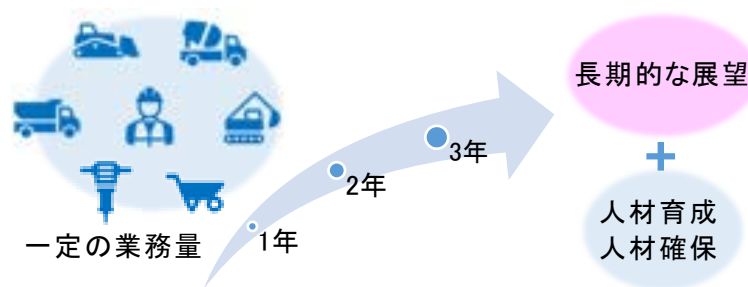 長期的な展望
+
人材育成
人材確保
一定の業務量
1年
2年
3年